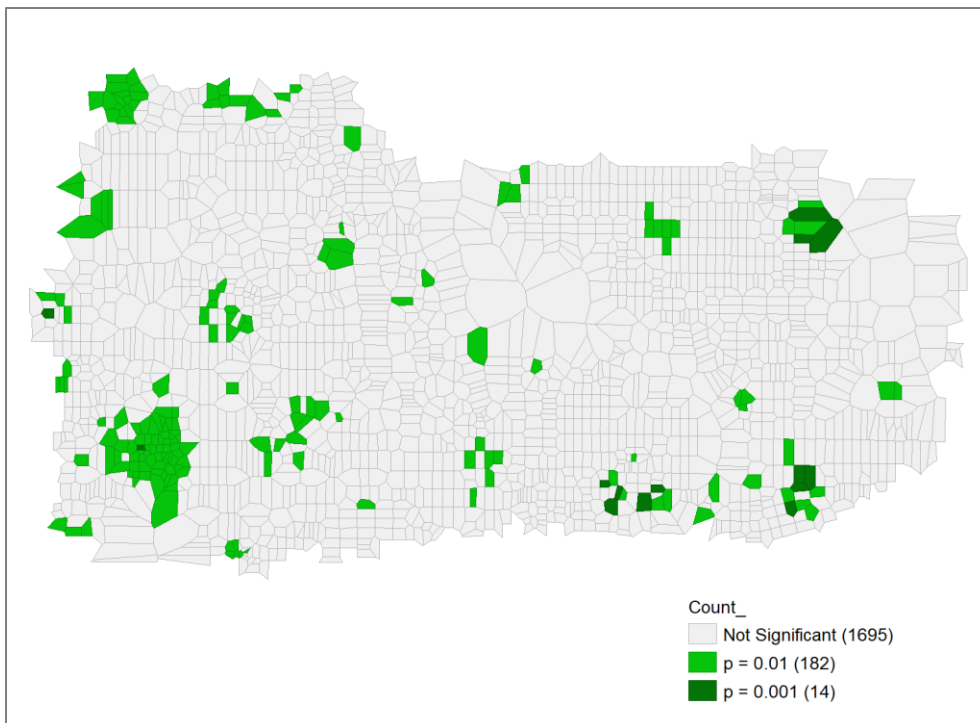 Count_
Not Significant (1695)
p = 0.01 (182)
p = 0.001 (14)